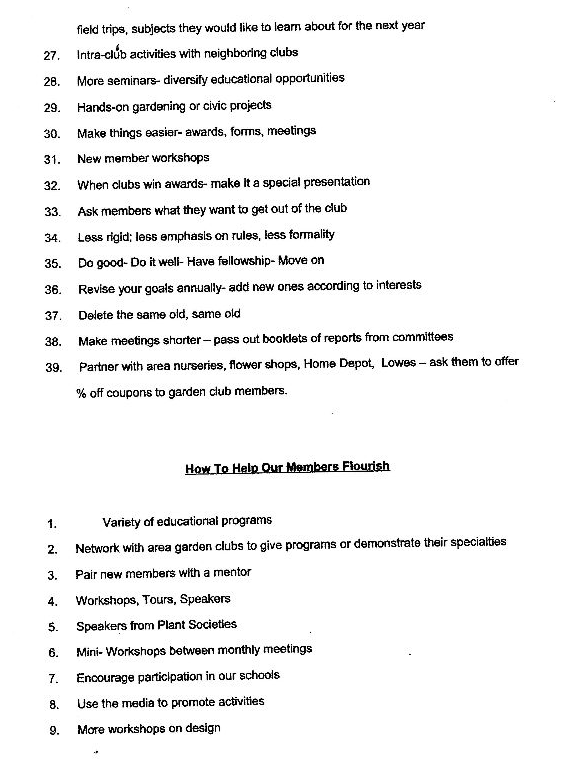 field trips, subjects they would like to learn about for the next year
27. Intra-club activities with neighboring clubs
28. More seminars- diversify educational opportunities
29. Hands-on gardening or civic projects
30. Make things easier- awards, forms, meetings
31. New member workshops
32. When clubs win awards- make it a special presentation
33. Ask members what they want to get out of the club
34. Less rigid; less emphasis on rules, less formality
35. Do good- Do it well- Have fellowship- Move on
36. Revise your goals annually- add new ones according to interests
37. Delete the same old, same old
38. Make meetings shorter – pass out booklets of reports from committees
39. Partner with area nurseries, flower shops, Home Depot, Lowes – ask them to offer
% off coupons to garden club members.
How To Help Our Members Flourish
1. Variety of educational programs
2. Network with area garden clubs to give programs or demonstrate their specialties
3. Pair new members with a mentor
4. Workshops, Tours, Speakers
5. Speakers from Plant Societies
6. Mini- Workshops between monthly meetings
7. Encourage participation in our schools
8. Use the media to promote activities
9. More workshops on design